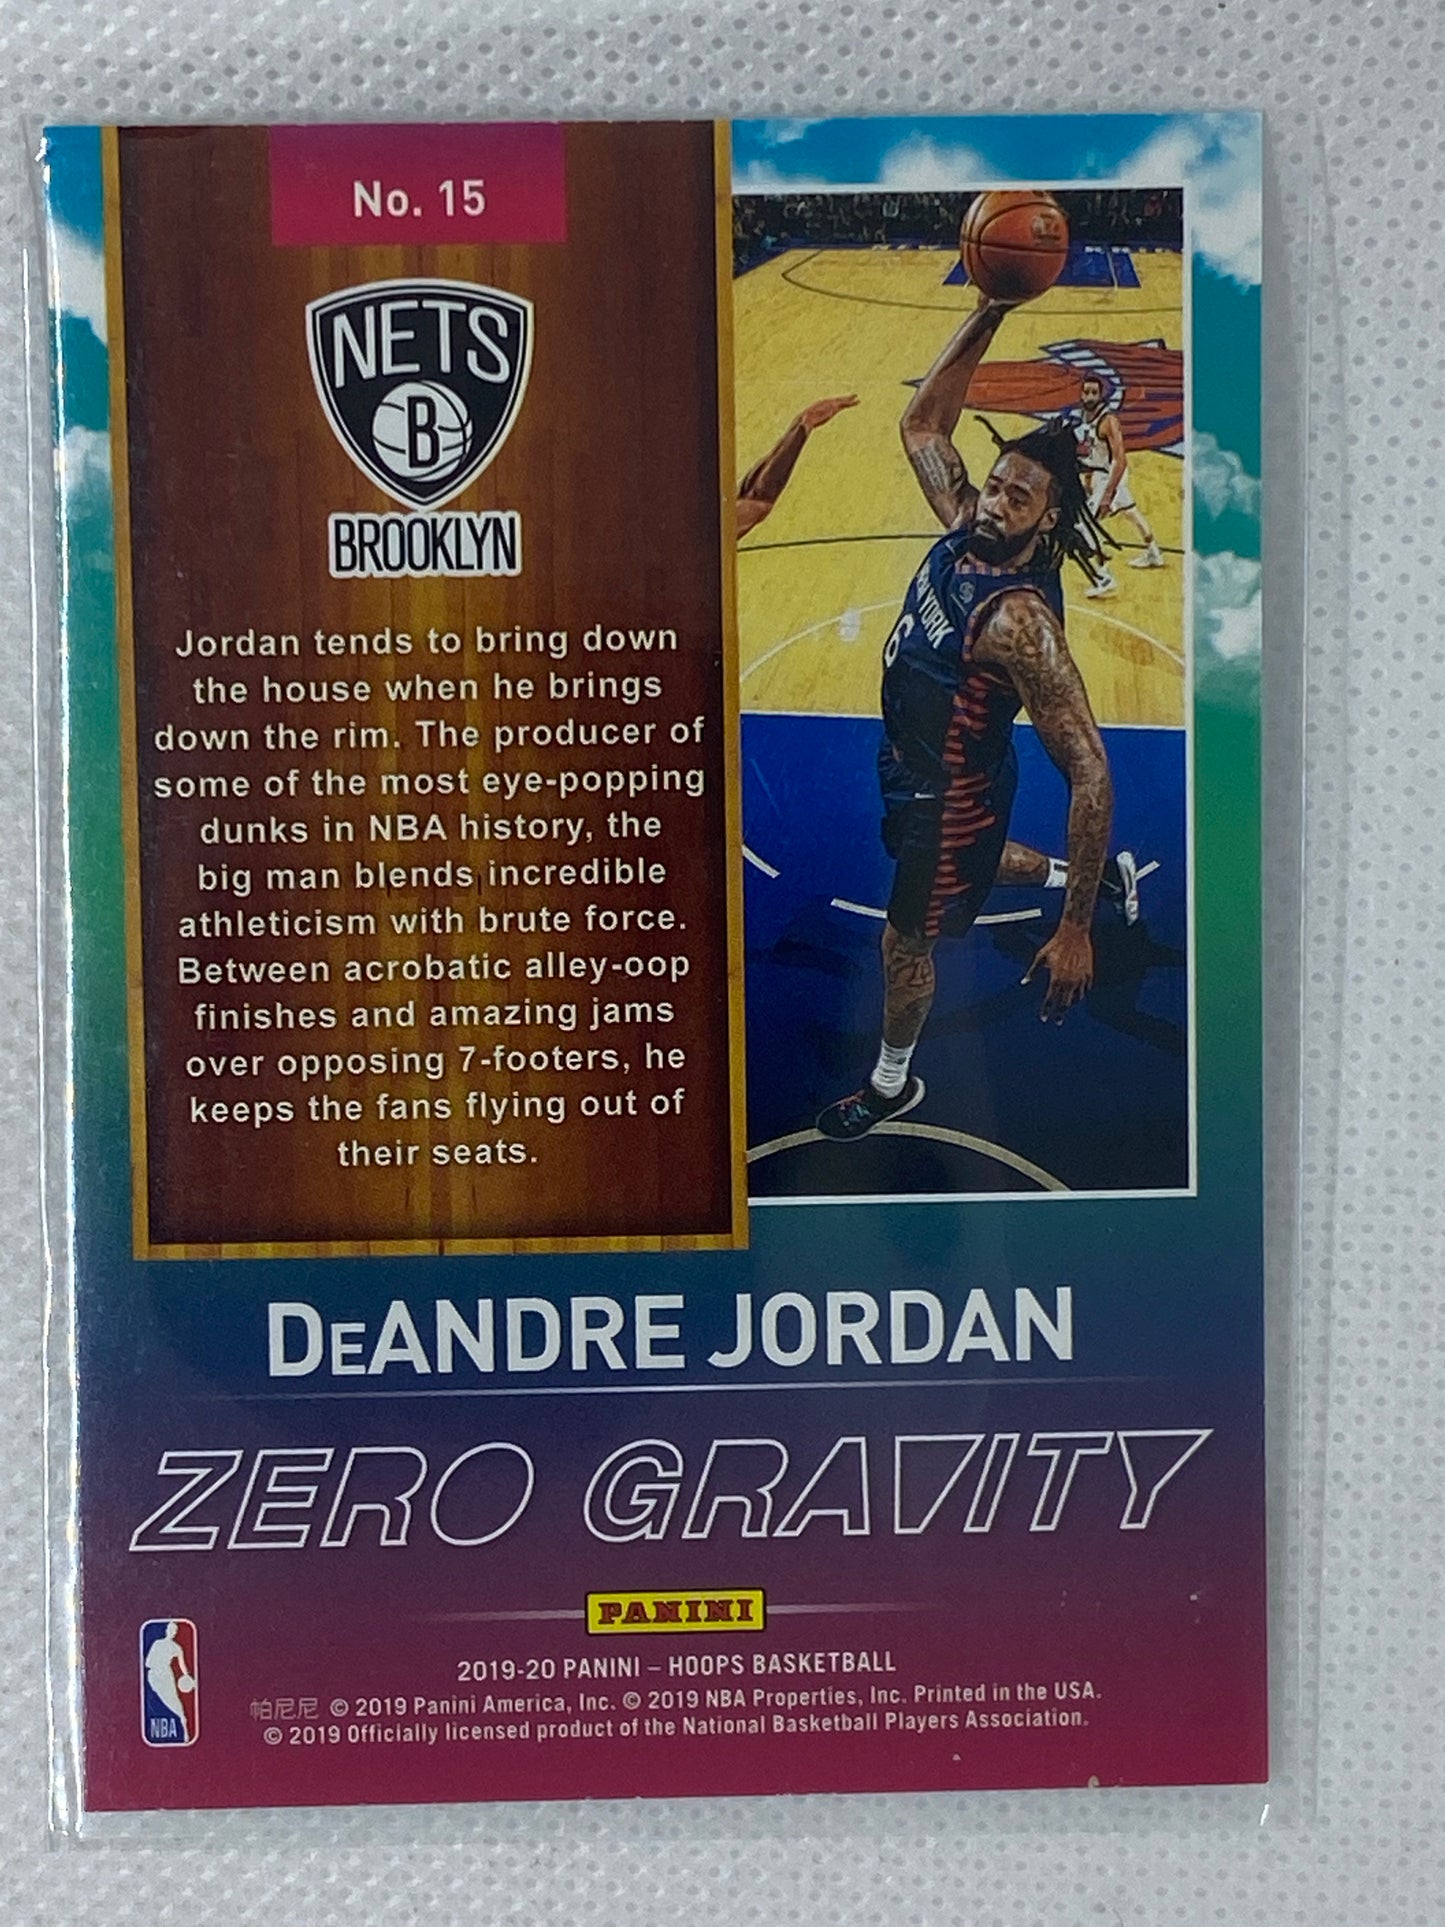 No. 15
NETS
B
BROOKLYN
Jordan tends to bring down
the house when he brings
down the rim. The producer of
some of the most eye-popping
dunks in NBA history, the
big man blends incredible
athleticism with brute force.
Between acrobatic alley-oop
finishes and amazing jams
over opposing 7-footers, he
keeps the fans flying out of
their seats.
NEW YORK
6
DEANDRE JORDAN
ZERO GRAVITY
PANINI
2019-20 PANINI – HOOPS BASKETBALL
帕尼尼 © 2019 Panini America, Inc. © 2019 NBA Properties, Inc. Printed in the USA.
© 2019 Officially licensed product of the National Basketball Players Association.
NBA